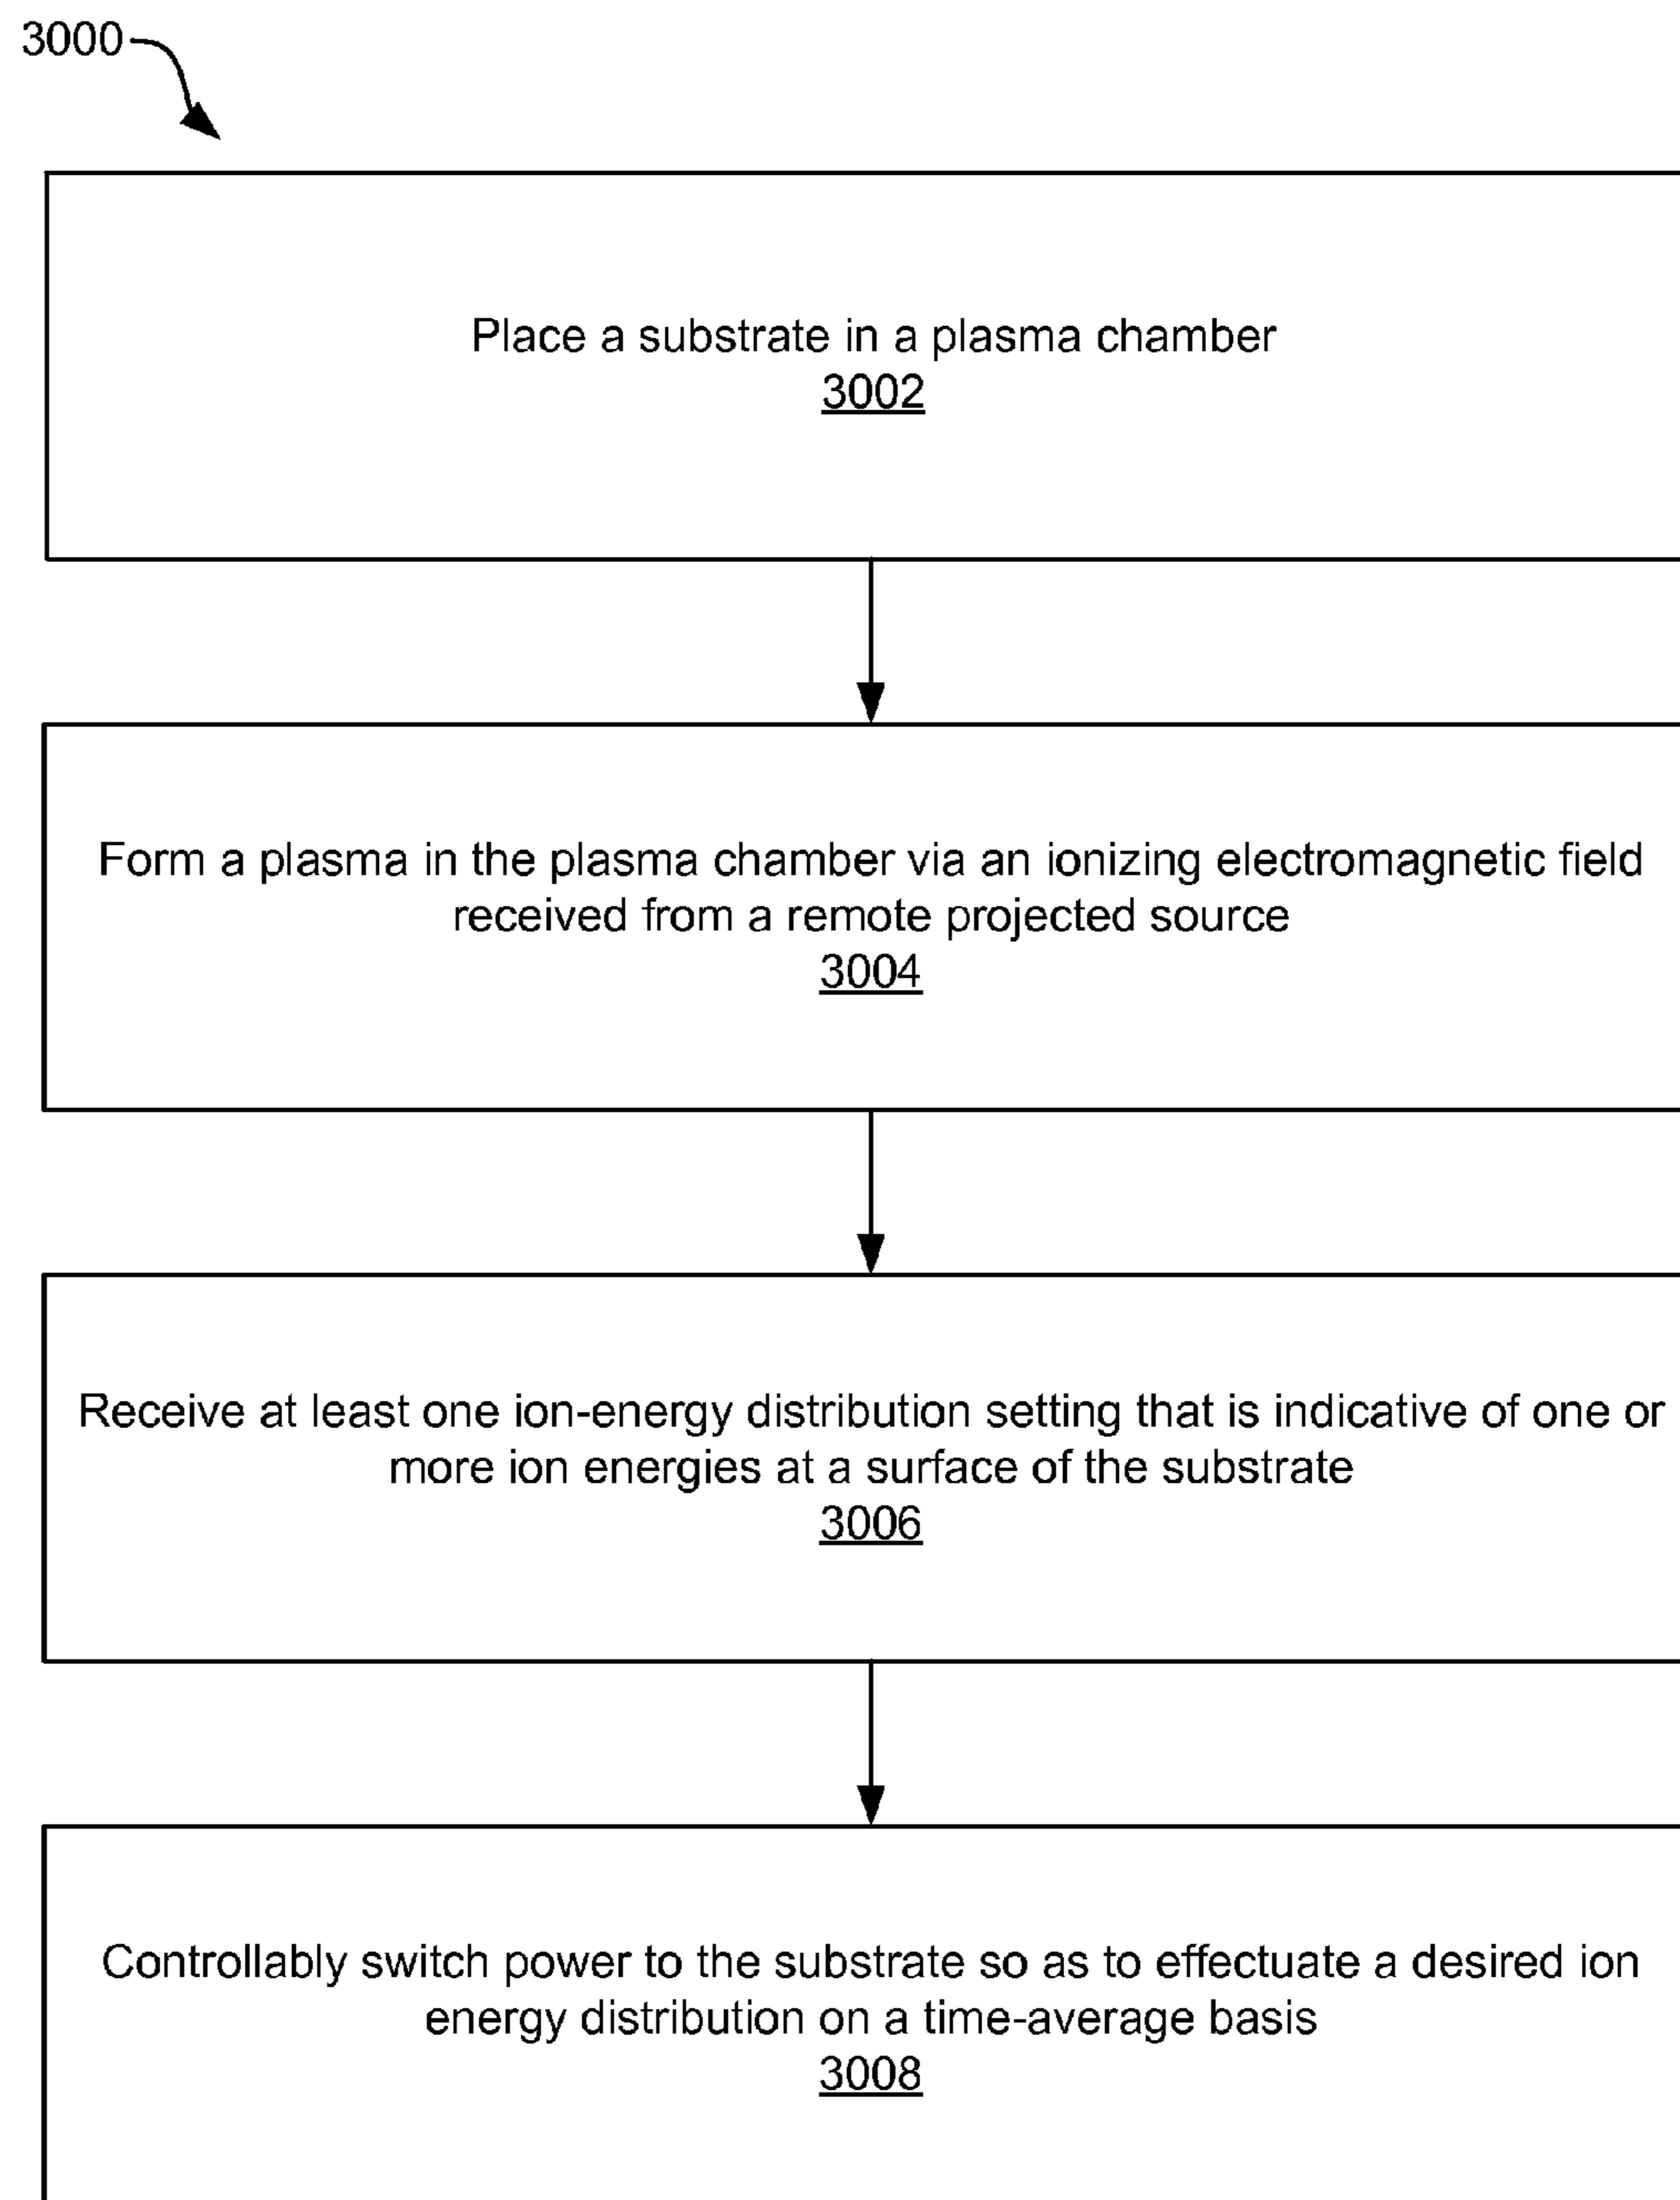 3000
Place a substrate in a plasma chamber
3002
Form a plasma in the plasma chamber via an ionizing electromagnetic field
received from a remote projected source
3004
Receive at least one ion-energy distribution setting that is indicative of one or
more ion energies at a surface of the substrate
3006
Controllably switch power to the substrate so as to effectuate a desired ion
energy distribution on a time-average basis
3008